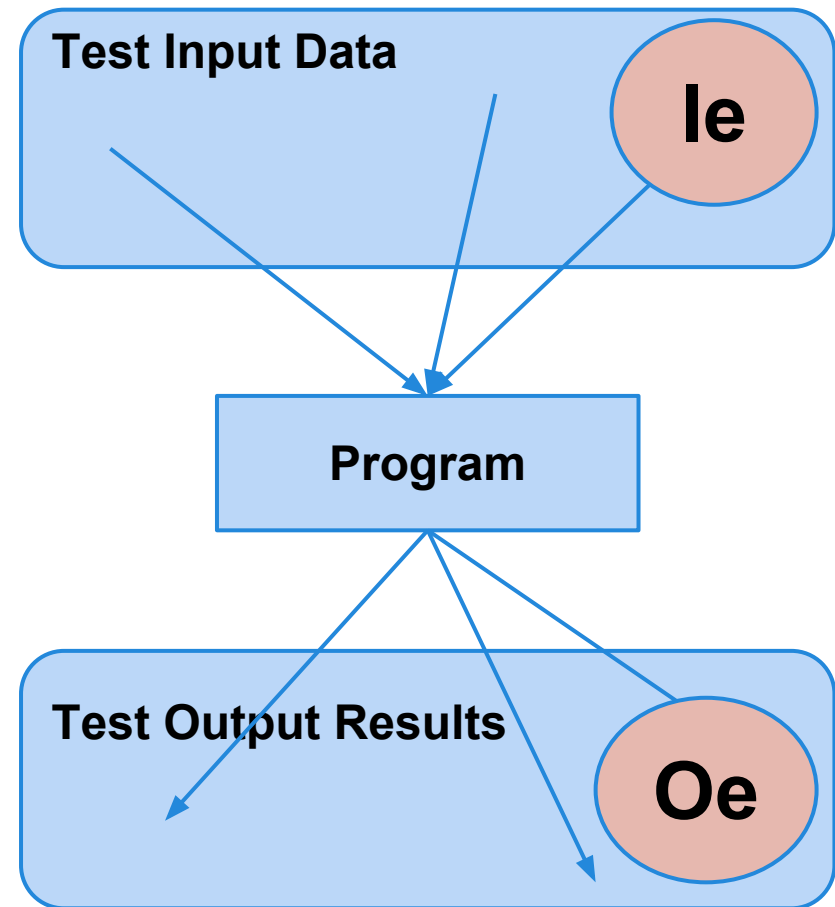 Test Input Data
Ie
Program
Test Output Results
Oe